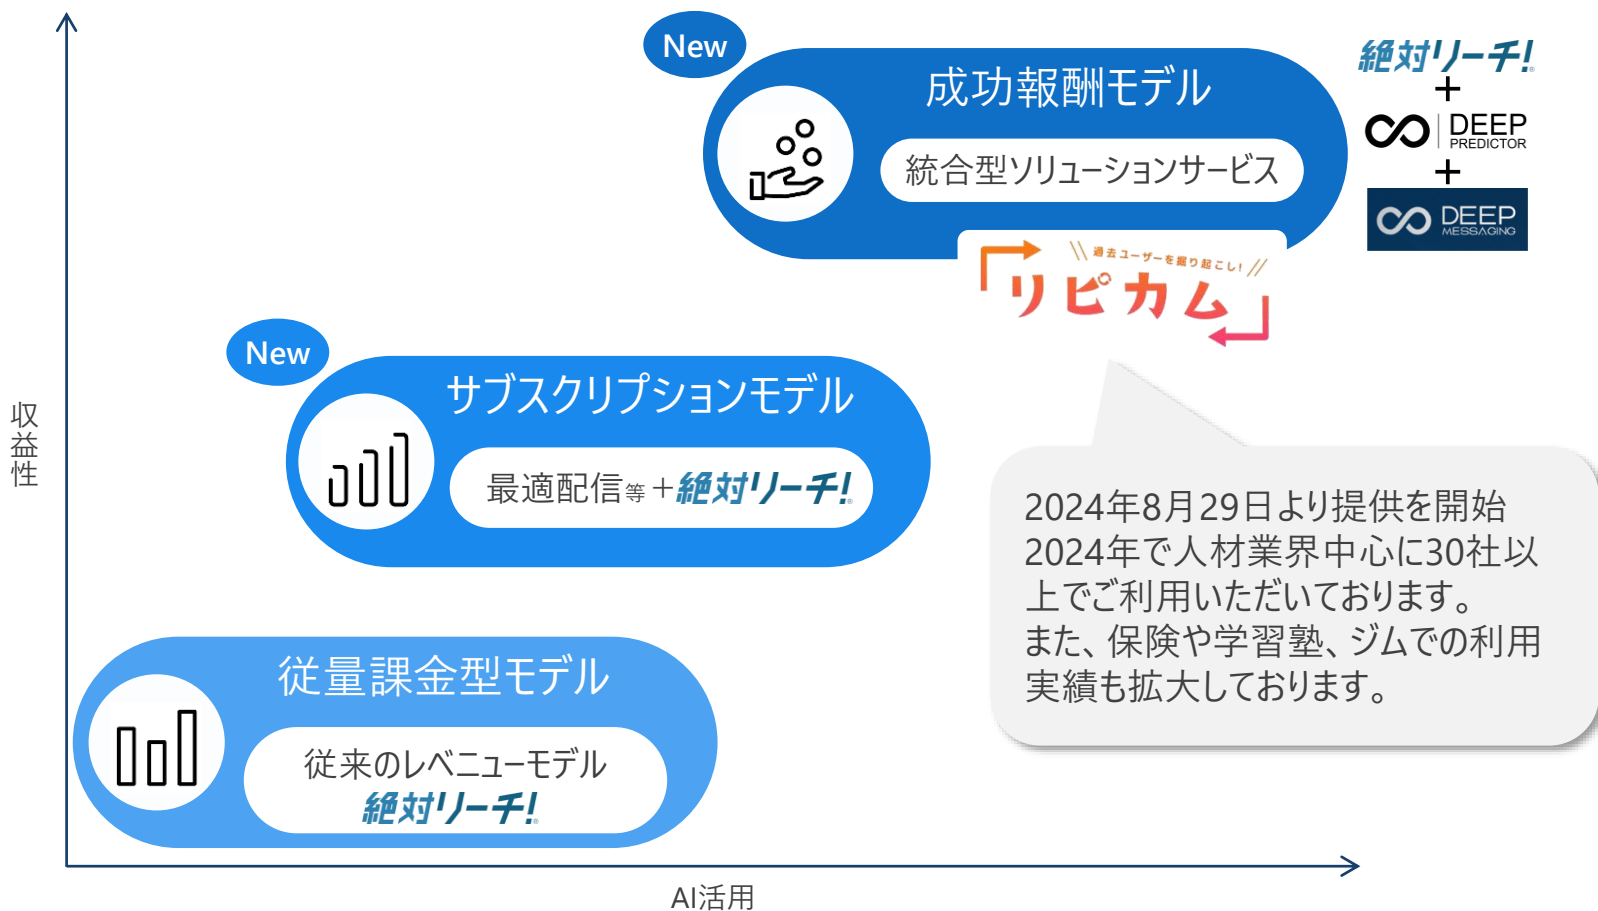 New
成功報酬モデル
統合型ソリューションサービス
絶対リーチ!®
+
DEEP
PREDICTOR
+
DEEP
MESSAGING
過去ユーザーを掘り起こし!
リピカム
New
サブスクリプションモデル
最適配信等+絶対リーチ!®
収益性
2024年8月29日より提供を開始
2024年で人材業界中心に30社以
上でご利用いただいております。
また、保険や学習塾、ジムでの利用
実績も拡大しております。
従量課金型モデル
従来のレベニューモデル
絶対リーチ!®
AI活用